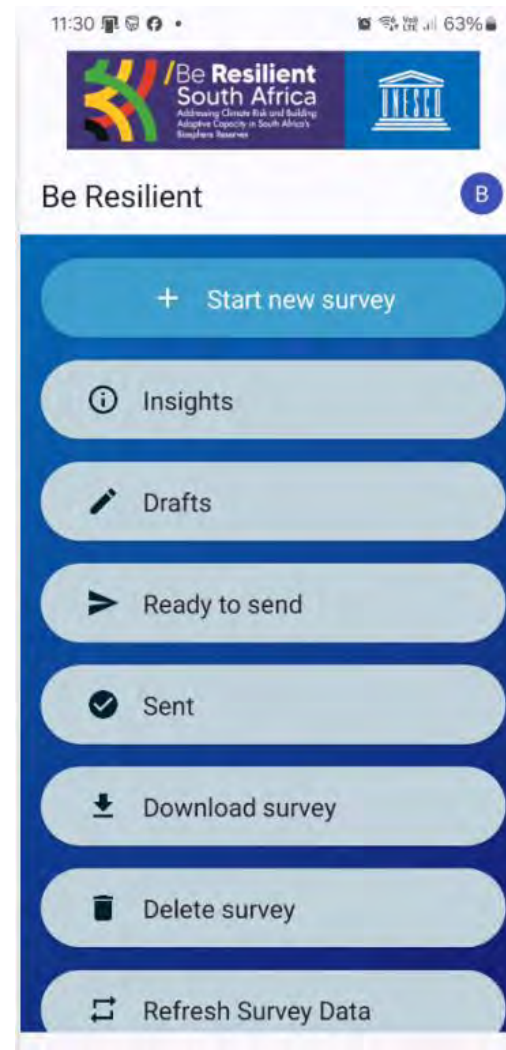 11:30
63%
/Be Resilient
South Africa
Addressing Climate Risk and Building
Adaptive Capacity in South Africa's
Biosphere Reserves
UNESCO
Be Resilient
B
+ Start new survey
Insights
Drafts
Ready to send
Sent
Download survey
Delete survey
Refresh Survey Data